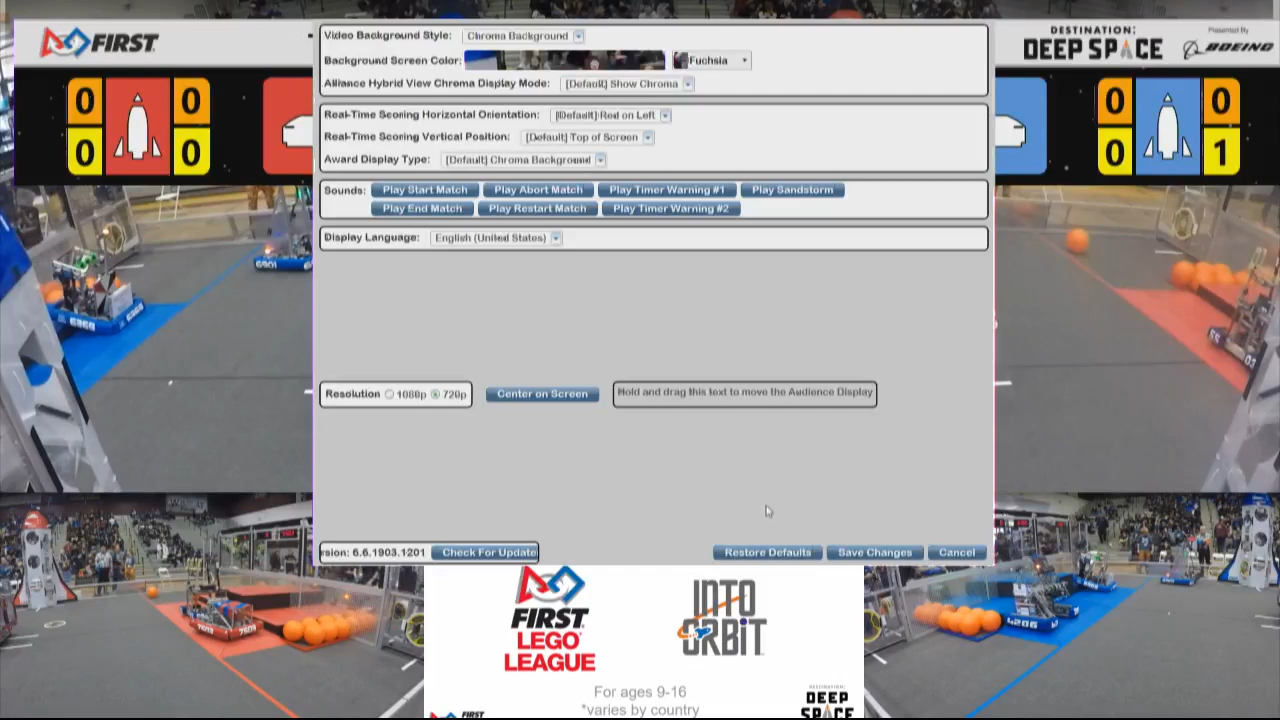 FIRST
DESTINATION:
DEEP SPACE
Presented By
BOEING
0
0
0
0
0
0
0
1
Video Background Style: Chroma Background
Background Screen Color: Fuchsia
Alliance Hybrid View Chroma Display Mode: [Default] Show Chroma
Real-Time Scoring Horizontal Orientation: [Default] Red on Left
Real-Time Scoring Vertical Position: [Default] Top of Screen
Award Display Type: [Default] Chroma Background
Sounds: Play Start Match Play Abort Match Play Timer Warning #1 Play Sandstorm
Play End Match Play Restart Match Play Timer Warning #2
Display Language: English (United States)
6369
6901
Resolution 1080p 720p Center on Screen Hold and drag this text to move the Audience Display
rsion: 6.6.1903.1201 Check For Update Restore Defaults Save Changes Cancel
7503
4206
FIRST
LEGO
LEAGUE
INTO
ORBIT
For ages 9-16
*varies by country
FIRST
DESTINATION:
DEEP
SPACE